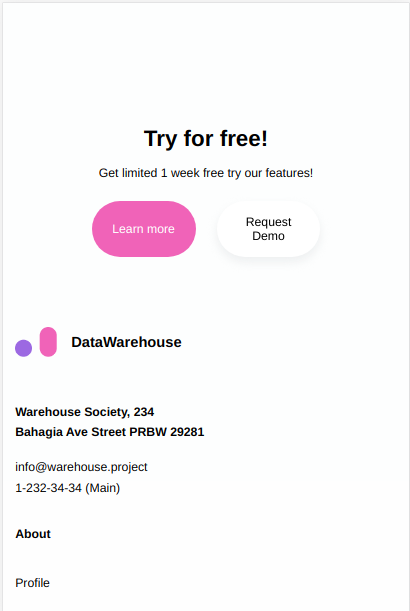 Try for free!
Get limited 1 week free try our features!
Learn more
Request
Demo
DataWarehouse
Warehouse Society, 234
Bahagia Ave Street PRBW 29281
info@warehouse.project
1-232-34-34 (Main)
About
Profile